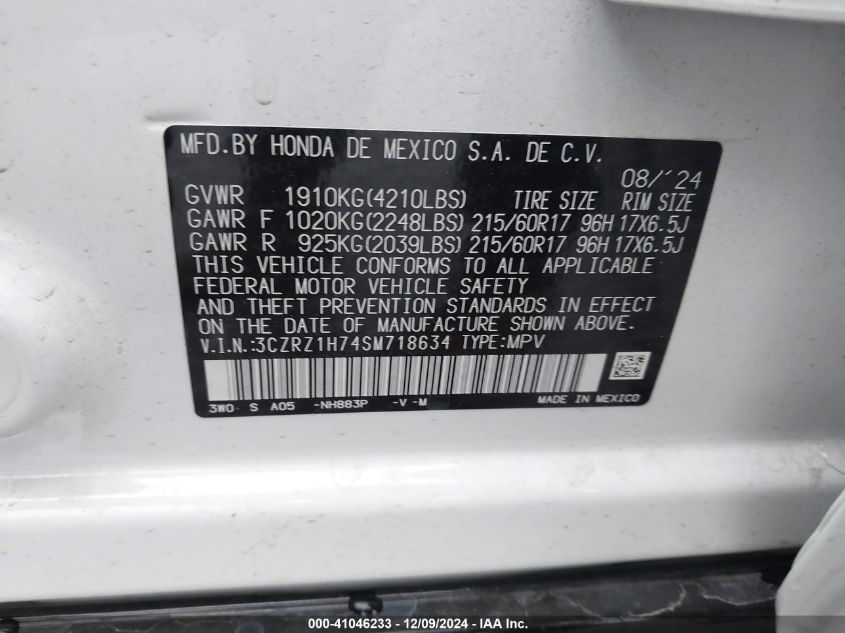 MFD.BY HONDA DE MEXICO S.A. DE C.V.
08/´24
GVWR 1910KG(4210LBS) TIRE SIZE RIM SIZE
GAWR F 1020KG(2248LBS) 215/60R17 96H 17X6.5J
GAWR R 925KG(2039LBS) 215/60R17 96H 17X6.5J
THIS VEHICLE CONFORMS TO ALL APPLICABLE
FEDERAL MOTOR VEHICLE SAFETY
AND THEFT PREVENTION STANDARDS IN EFFECT
ON THE DATE OF MANUFACTURE SHOWN ABOVE.
V.I.N.:3CZRZ1H74SM718634 TYPE:MPV
3W0 S A05 -NH883P -V -M MADE IN MEXICO
000-41046233 - 12/09/2024 - IAA Inc.